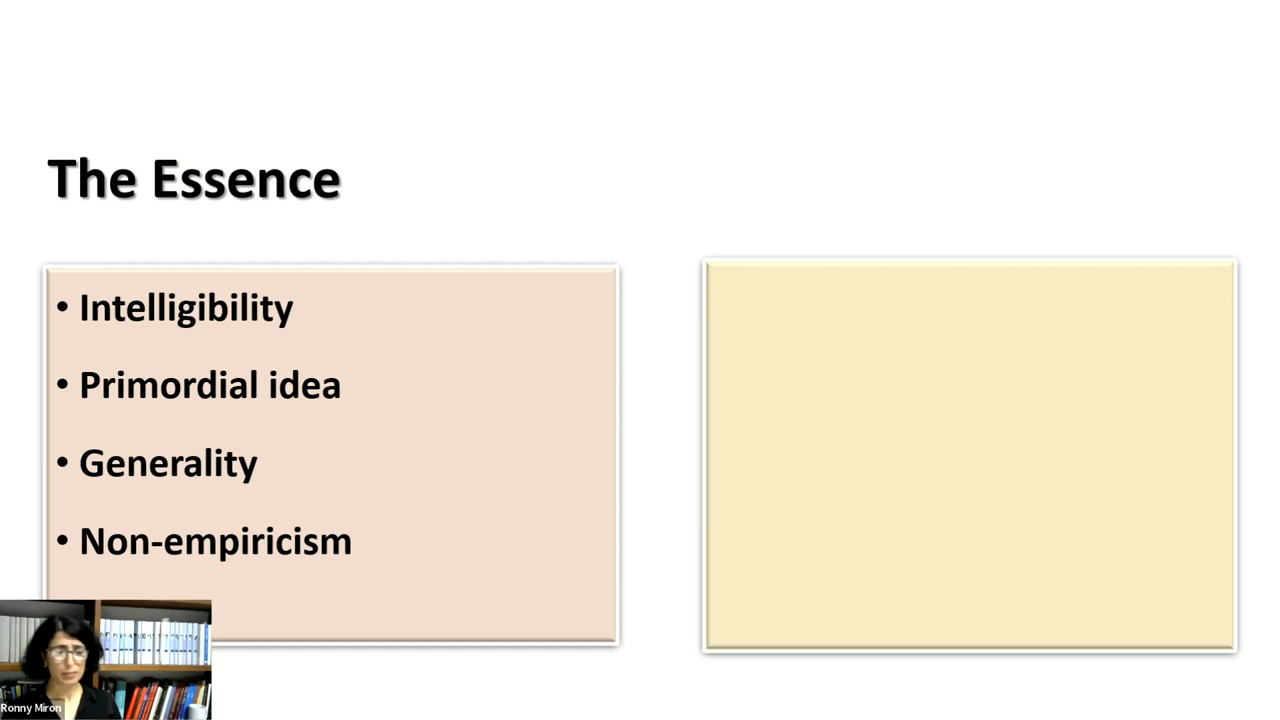 The Essence
• Intelligibility
• Primordial idea
• Generality
• Non-empiricism
Ronny Miron